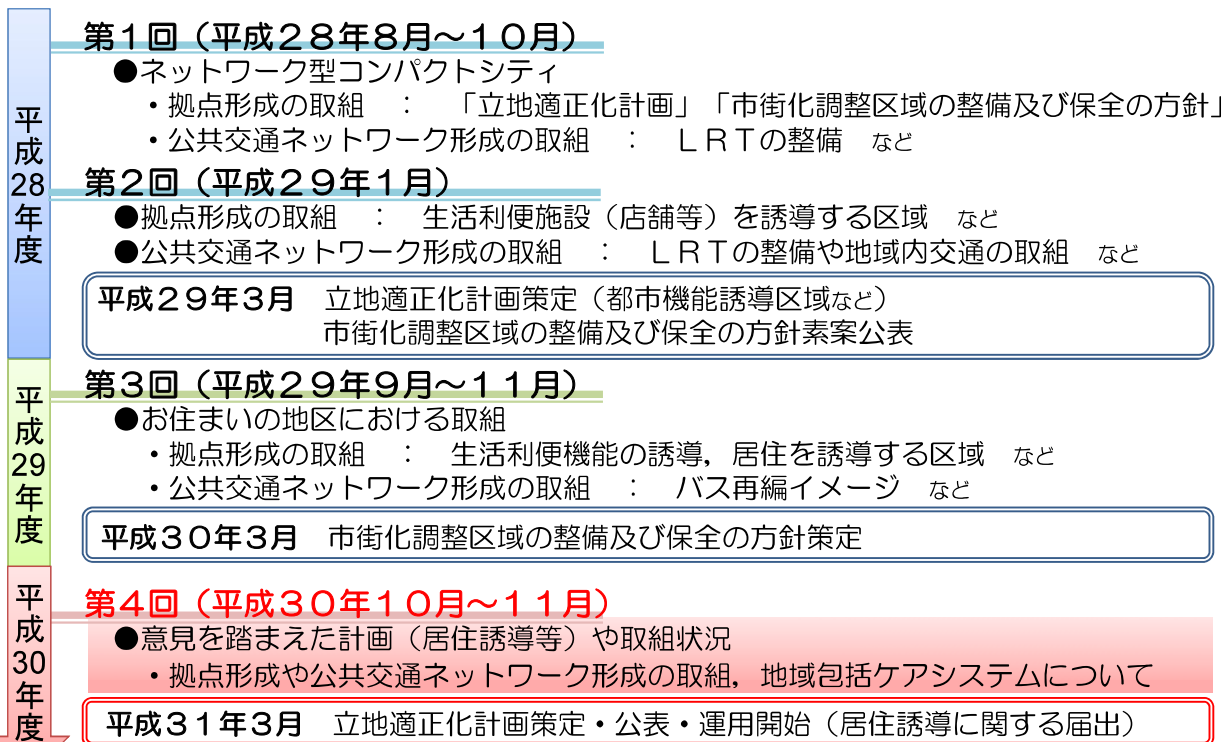 平成28年度
第１回（平成２８年８月～１０月）
●ネットワーク型コンパクトシティ
・拠点形成の取組　：　「立地適正化計画」「市街化調整区域の整備及び保全の方針」
・公共交通ネットワーク形成の取組　：　ＬＲＴの整備　など
第２回（平成２９年１月）
●拠点形成の取組　：　生活利便施設（店舗等）を誘導する区域　など
●公共交通ネットワーク形成の取組　：　ＬＲＴの整備や地域内交通の取組　など
平成２９年３月　立地適正化計画策定（都市機能誘導区域など）
市街化調整区域の整備及び保全の方針素案公表
平成29年度
第３回（平成２９年９月～１１月）
●お住まいの地区における取組
・拠点形成の取組　：　生活利便機能の誘導，居住を誘導する区域　など
・公共交通ネットワーク形成の取組　：　バス再編イメージ　など
平成３０年３月　市街化調整区域の整備及び保全の方針策定
平成30年度
第４回（平成３０年１０月～１１月）
●意見を踏まえた計画（居住誘導等）や取組状況
・拠点形成や公共交通ネットワーク形成の取組，地域包括ケアシステムについて
平成３１年３月　立地適正化計画策定・公表・運用開始（居住誘導に関する届出）